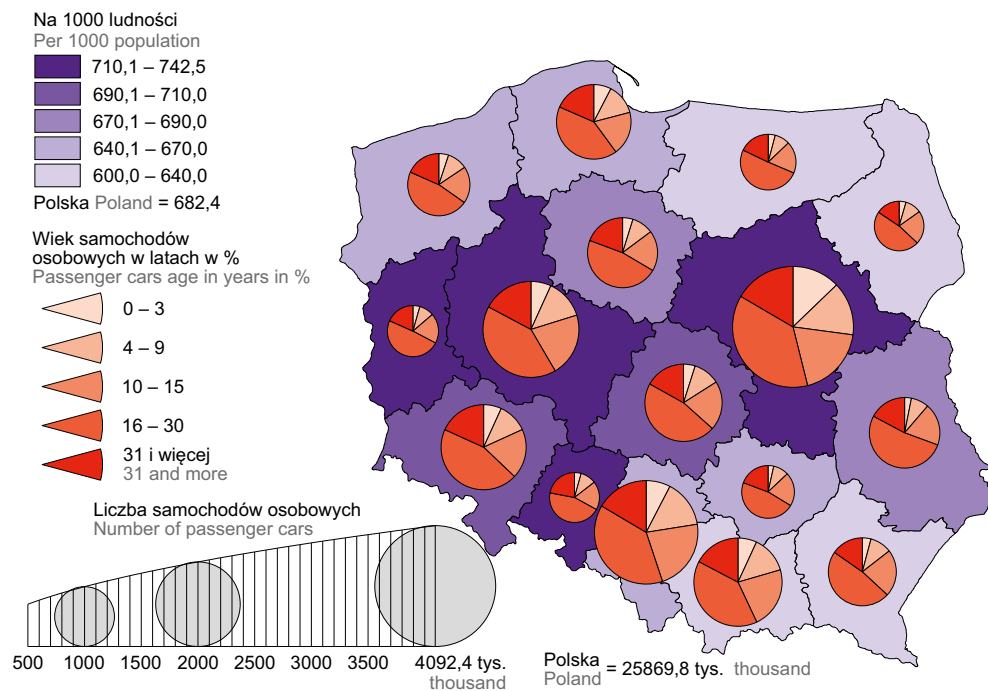 Na 1000 ludności
Per 1000 population
710,1 – 742,5
690,1 – 710,0
670,1 – 690,0
640,1 – 670,0
600,0 – 640,0
Polska Poland = 682,4
Wiek samochodów
osobowych w latach w %
Passenger cars age in years in %
0 – 3
4 – 9
10 – 15
16 – 30
31 i więcej
31 and more
Liczba samochodów osobowych
Number of passenger cars
500 1000 1500 2000 2500 3000 3500 4092,4 tys.
thousand
Polska
Poland = 25869,8 tys. thousand